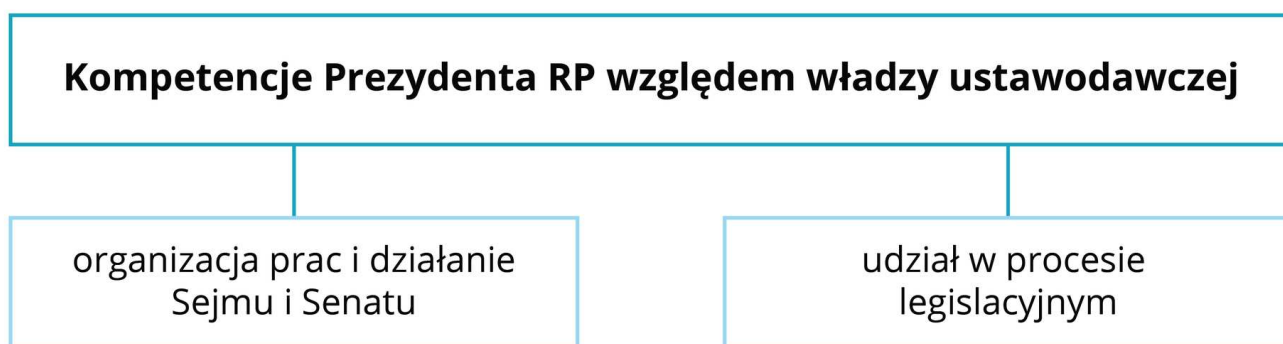 Kompetencje Prezydenta RP względem władzy ustawodawczej
organizacja prac i działanie
Sejmu i Senatu
udział w procesie
legislacyjnym